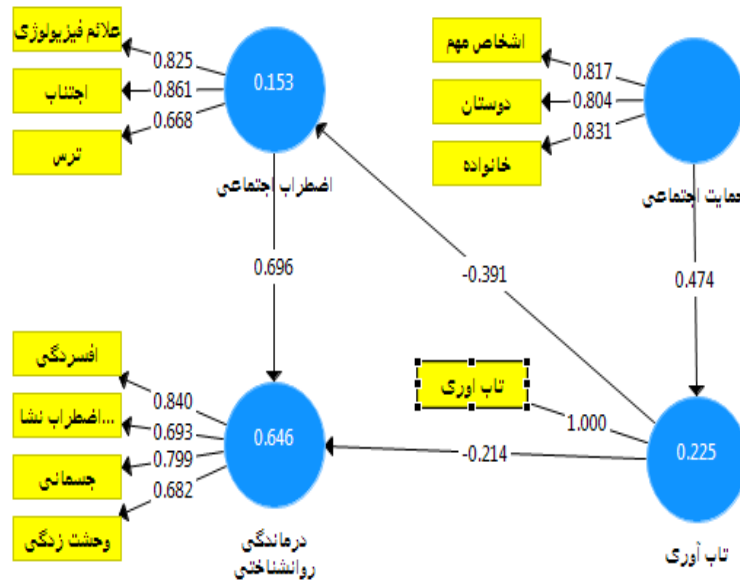 علائم فیزیولوژی
اجتناب
ترس
0.825
0.861
0.668
0.153
اضطراب اجتماعی
اشخاص مهم
دوستان
خانواده
0.817
0.804
0.831
حمایت اجتماعی
0.696
-0.391
0.474
افسردگی
...اضطراب نشا
جسمانی
وحشت زدگی
0.840
0.693
0.799
0.682
0.646
درماندگی
روانشناختی
تاب اوری
1.000
-0.214
0.225
تاب آوری